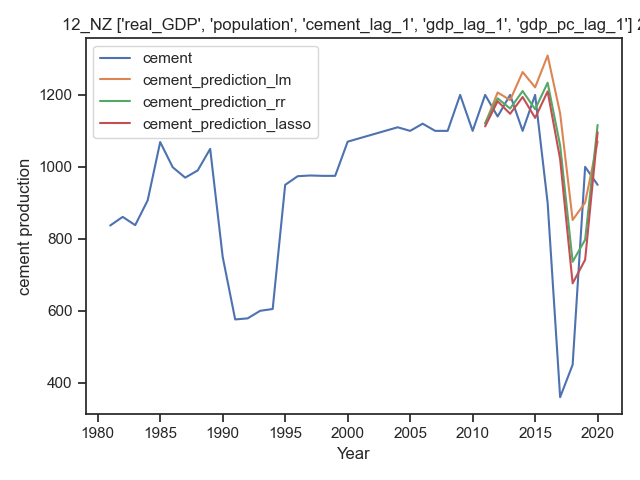 12_NZ ['real_GDP', 'population', 'cement_lag_1', 'gdp_lag_1', 'gdp_pc_lag_1']
cement
cement_prediction_lm
cement_prediction_rr
cement_prediction_lasso
cement production
1200
1000
800
600
400
1980 1985 1990 1995 2000 2005 2010 2015 2020
Year